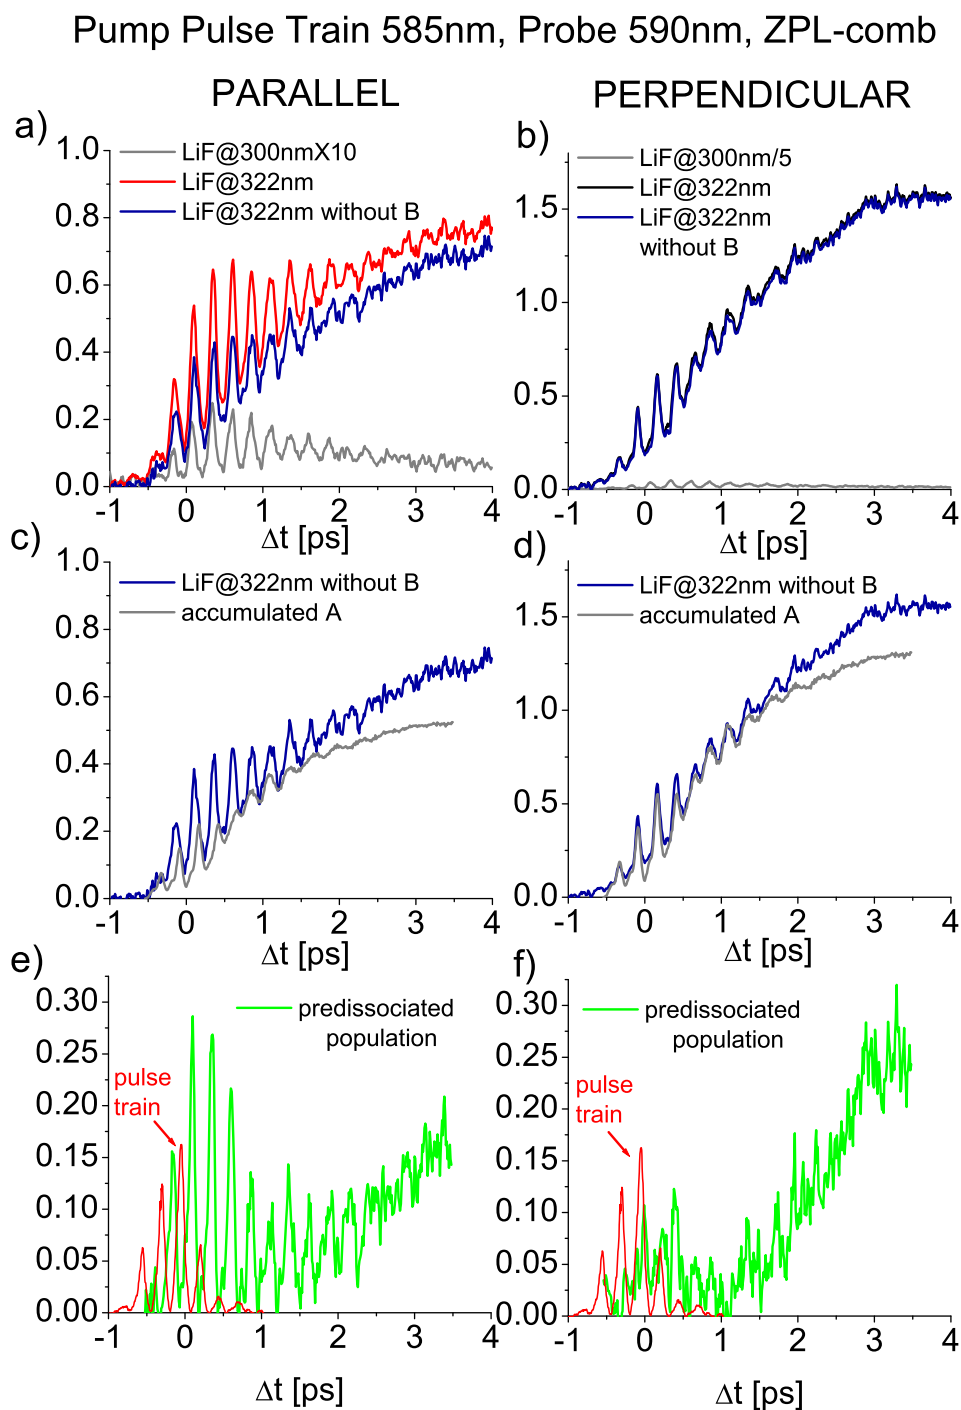 Pump Pulse Train 585nm, Probe 590nm, ZPL-comb
PARALLEL
PERPENDICULAR
a)
1.0
0.8
0.6
0.4
0.2
0.0
LiF@300nmX10
LiF@322nm
LiF@322nm without B
-1
0
1
2
3
4
Δt [ps]
b)
1.5
1.0
0.5
0.0
LiF@300nm/5
LiF@322nm
LiF@322nm
without B
-1
0
1
2
3
4
Δt [ps]
c)
1.0
0.8
0.6
0.4
0.2
0.0
LiF@322nm without B
accumulated A
-1
0
1
2
3
4
Δt [ps]
d)
1.5
1.0
0.5
0.0
LiF@322nm without B
accumulated A
-1
0
1
2
3
4
Δt [ps]
e)
0.30
0.25
0.20
0.15
0.10
0.05
0.00
predissociated
population
pulse
train
-1
0
1
2
3
4
Δt [ps]
f)
0.30
0.25
0.20
0.15
0.10
0.05
0.00
predissociated
population
pulse
train
-1
0
1
2
3
4
Δt [ps]